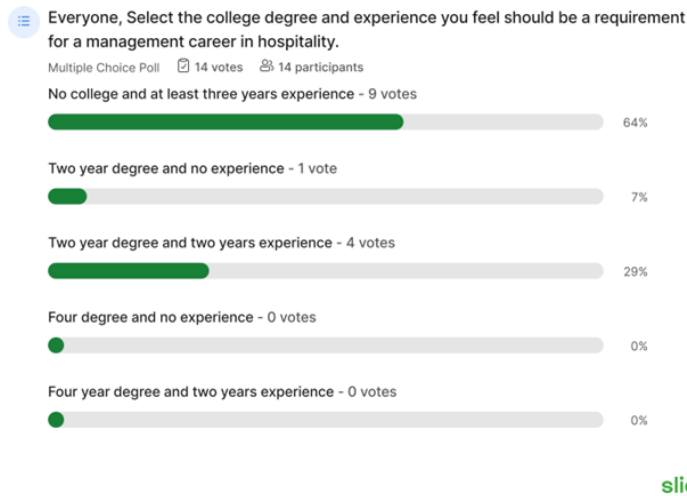 Everyone, Select the college degree and experience you feel should be a requirement
for a management career in hospitality.
Multiple Choice Poll 14 votes 14 participants
No college and at least three years experience - 9 votes
64%
Two year degree and no experience - 1 vote
7%
Two year degree and two years experience - 4 votes
29%
Four degree and no experience - 0 votes
0%
Four year degree and two years experience - 0 votes
0%